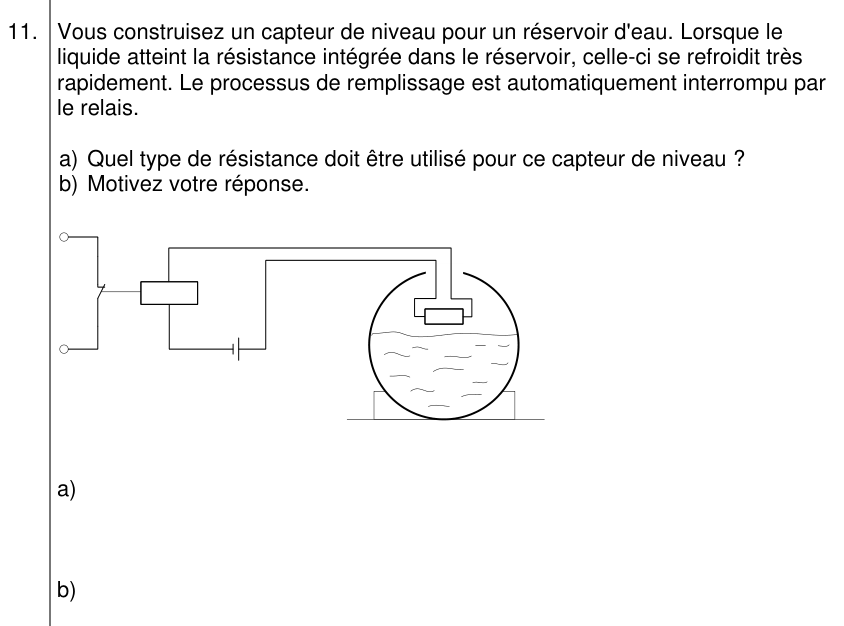 11. Vous construisez un capteur de niveau pour un réservoir d'eau. Lorsque le
liquide atteint la résistance intégrée dans le réservoir, celle-ci se refroidit très
rapidement. Le processus de remplissage est automatiquement interrompu par
le relais.
a) Quel type de résistance doit être utilisé pour ce capteur de niveau ?
b) Motivez votre réponse.
a)
b)